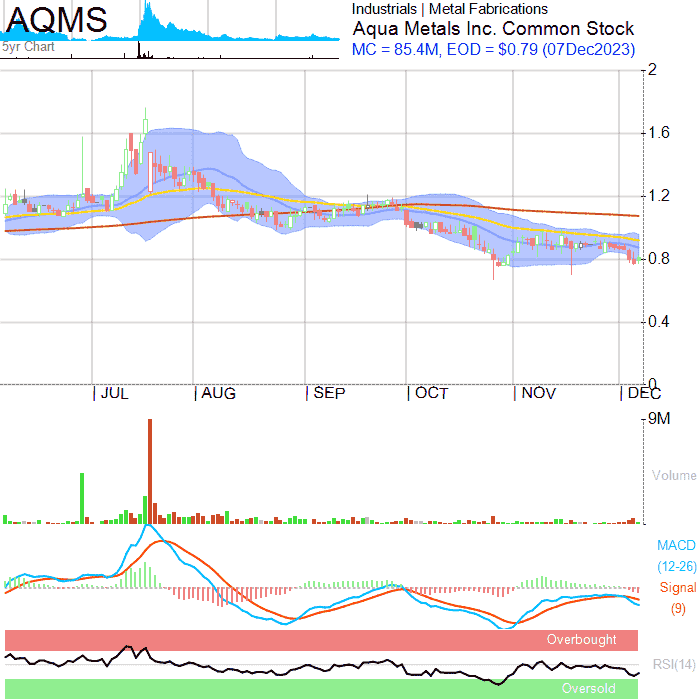 AQMS
5yr Chart
Industrials | Metal Fabrications
Aqua Metals Inc. Common Stock
MC = 85.4M, EOD = $0.79 (07Dec2023)
2
1.6
1.2
0.8
0.4
0
JUL AUG SEP OCT NOV DEC
9M
Volume
MACD
(12-26)
Signal
(9)
Overbought
RSI(14)
Oversold